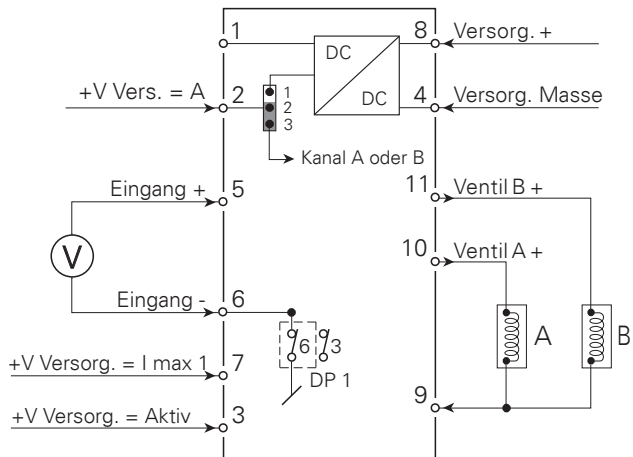 1
DC
DC
8
Versorg. +
+V Vers. = A
2
1
2
3
4
Versorg. Masse
Kanal A oder B
Eingang +
5
11
Ventil B +
V
10
Ventil A +
Eingang -
6
6
3
DP 1
A
B
+V Versorg. = I max 1
7
9
+V Versorg. = Aktiv
3